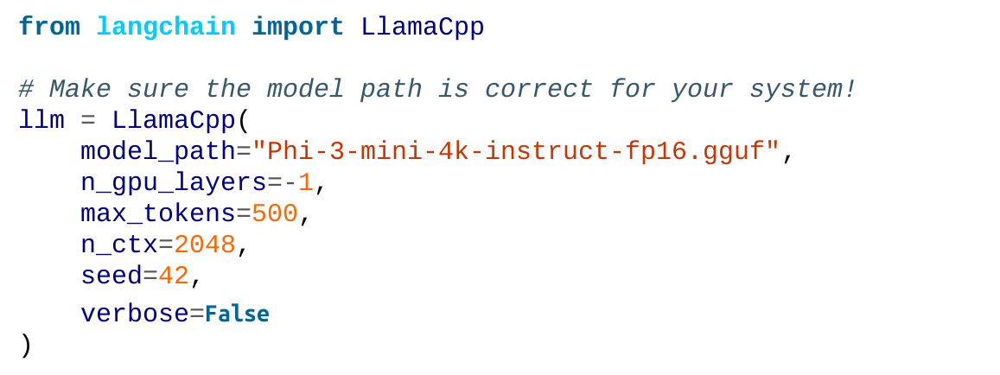 from langchain import LlamaCpp

# Make sure the model path is correct for your system!
llm = LlamaCpp(
    model_path="Phi-3-mini-4k-instruct-fp16.gguf",
    n_gpu_layers=-1,
    max_tokens=500,
    n_ctx=2048,
    seed=42,
    verbose=False
)